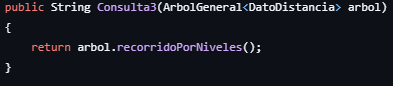 public String Consulta3(ArbolGeneral<DatoDistancia> arbol)
{
    return arbol.recorridoPorNiveles();
}